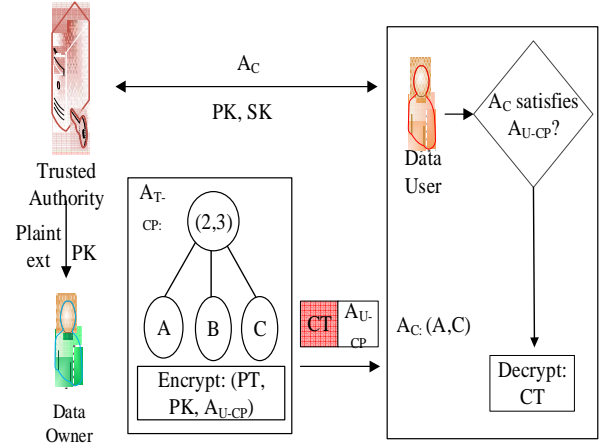 A_C
PK, SK
Trusted
Authority
Plaint
ext
PK
Data
Owner
A_T-
CP:
(2,3)
A
B
C
Encrypt: (PT,
PK, A_U-CP)
CT
A_U-
CP
Data
User
A_C satisfies
A_U-CP?
A_C: (A,C)
Decrypt:
CT